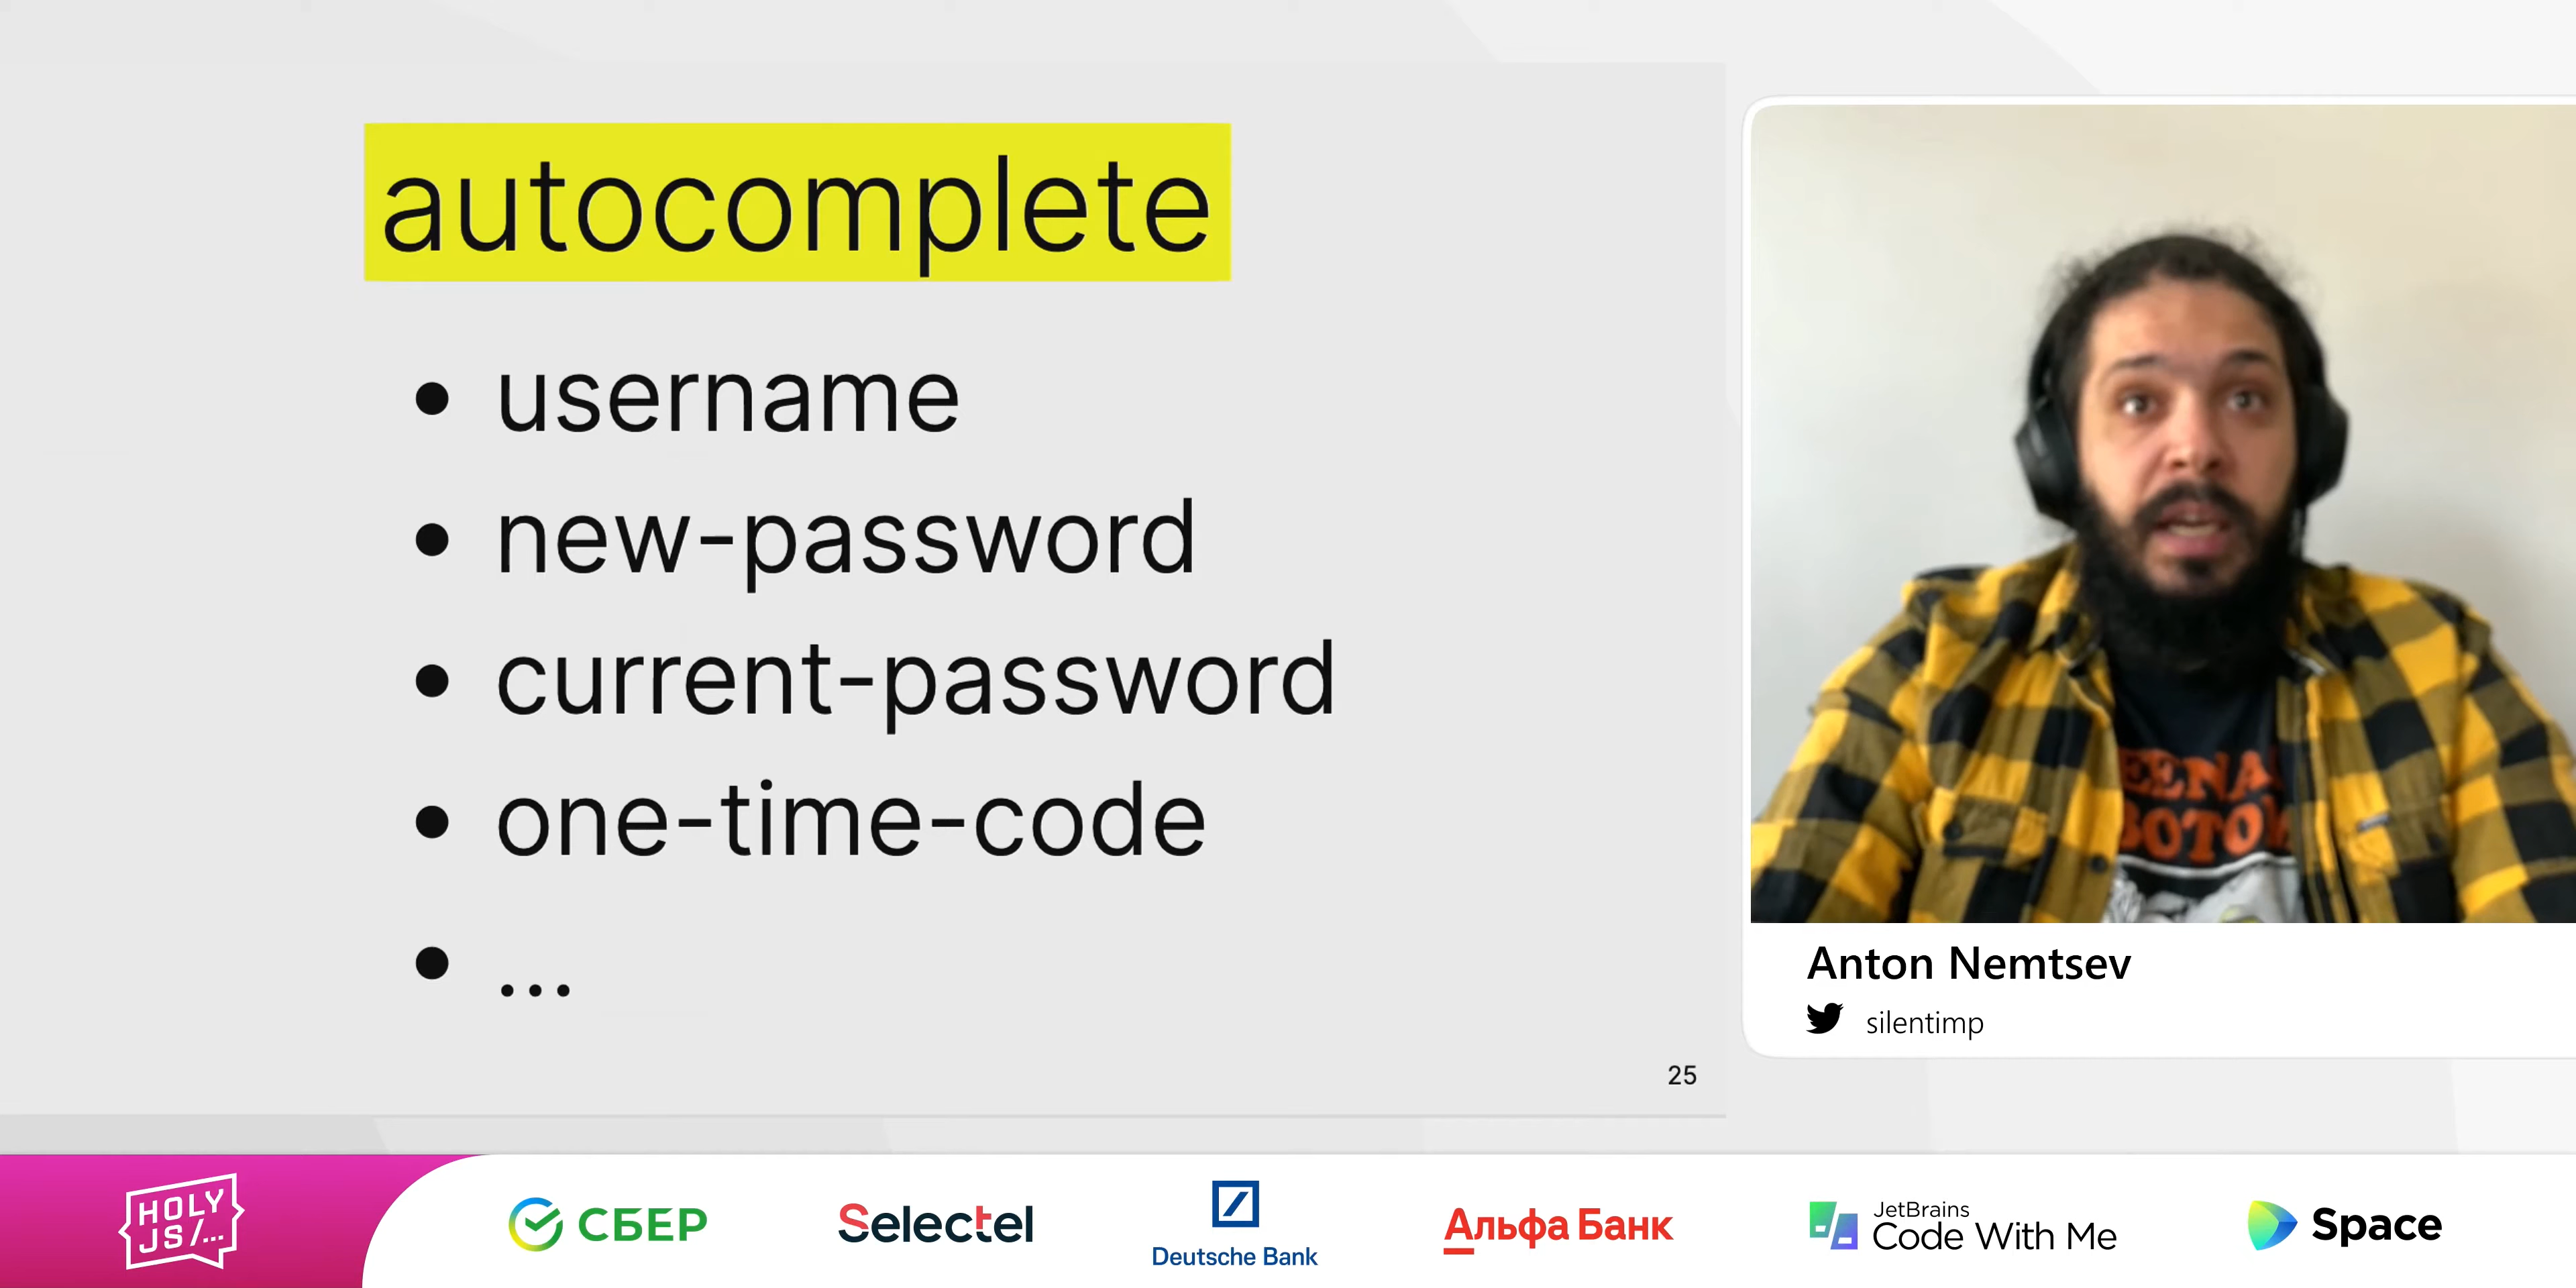 autocomplete
• username
• new-password
• current-password
• one-time-code
• ...
25
Anton Nemtsev
silentimp
HOLY
JS/...
СБЕР
Selectel
Deutsche Bank
Альфа Банк
JetBrains
Code With Me
Space